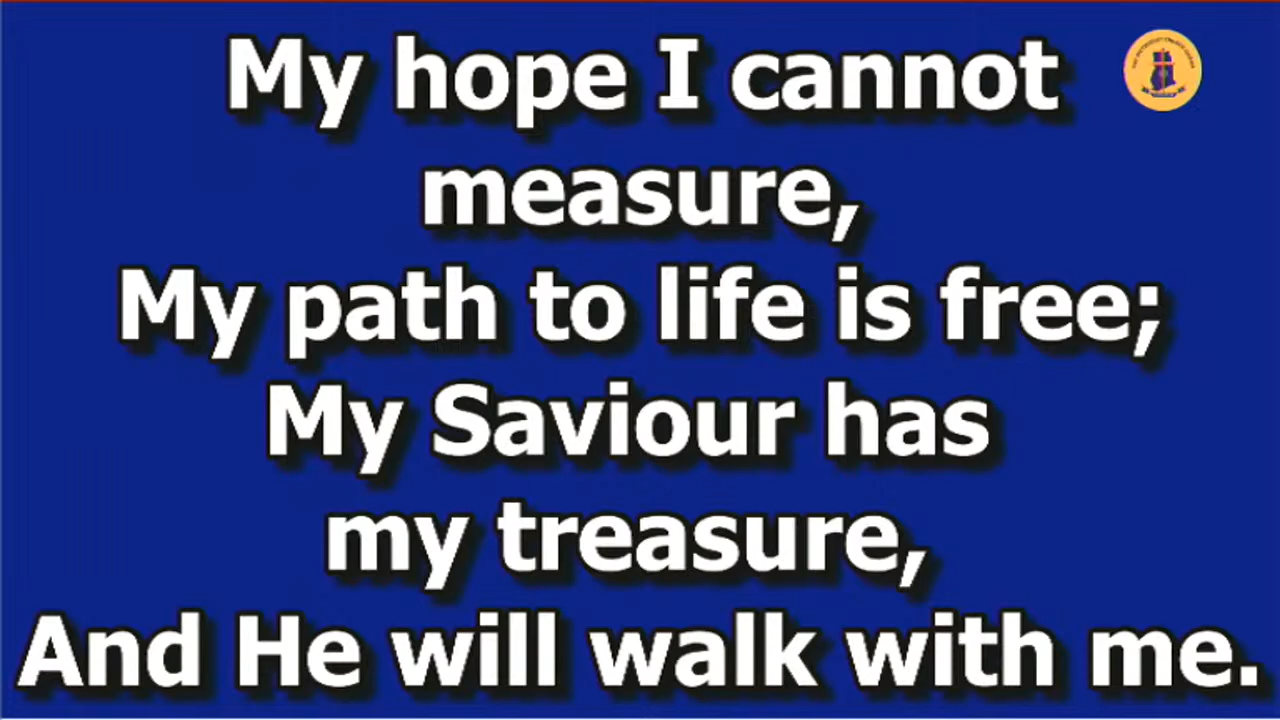 My hope I cannot
measure,
My path to life is free;
My Saviour has
my treasure,
And He will walk with me.